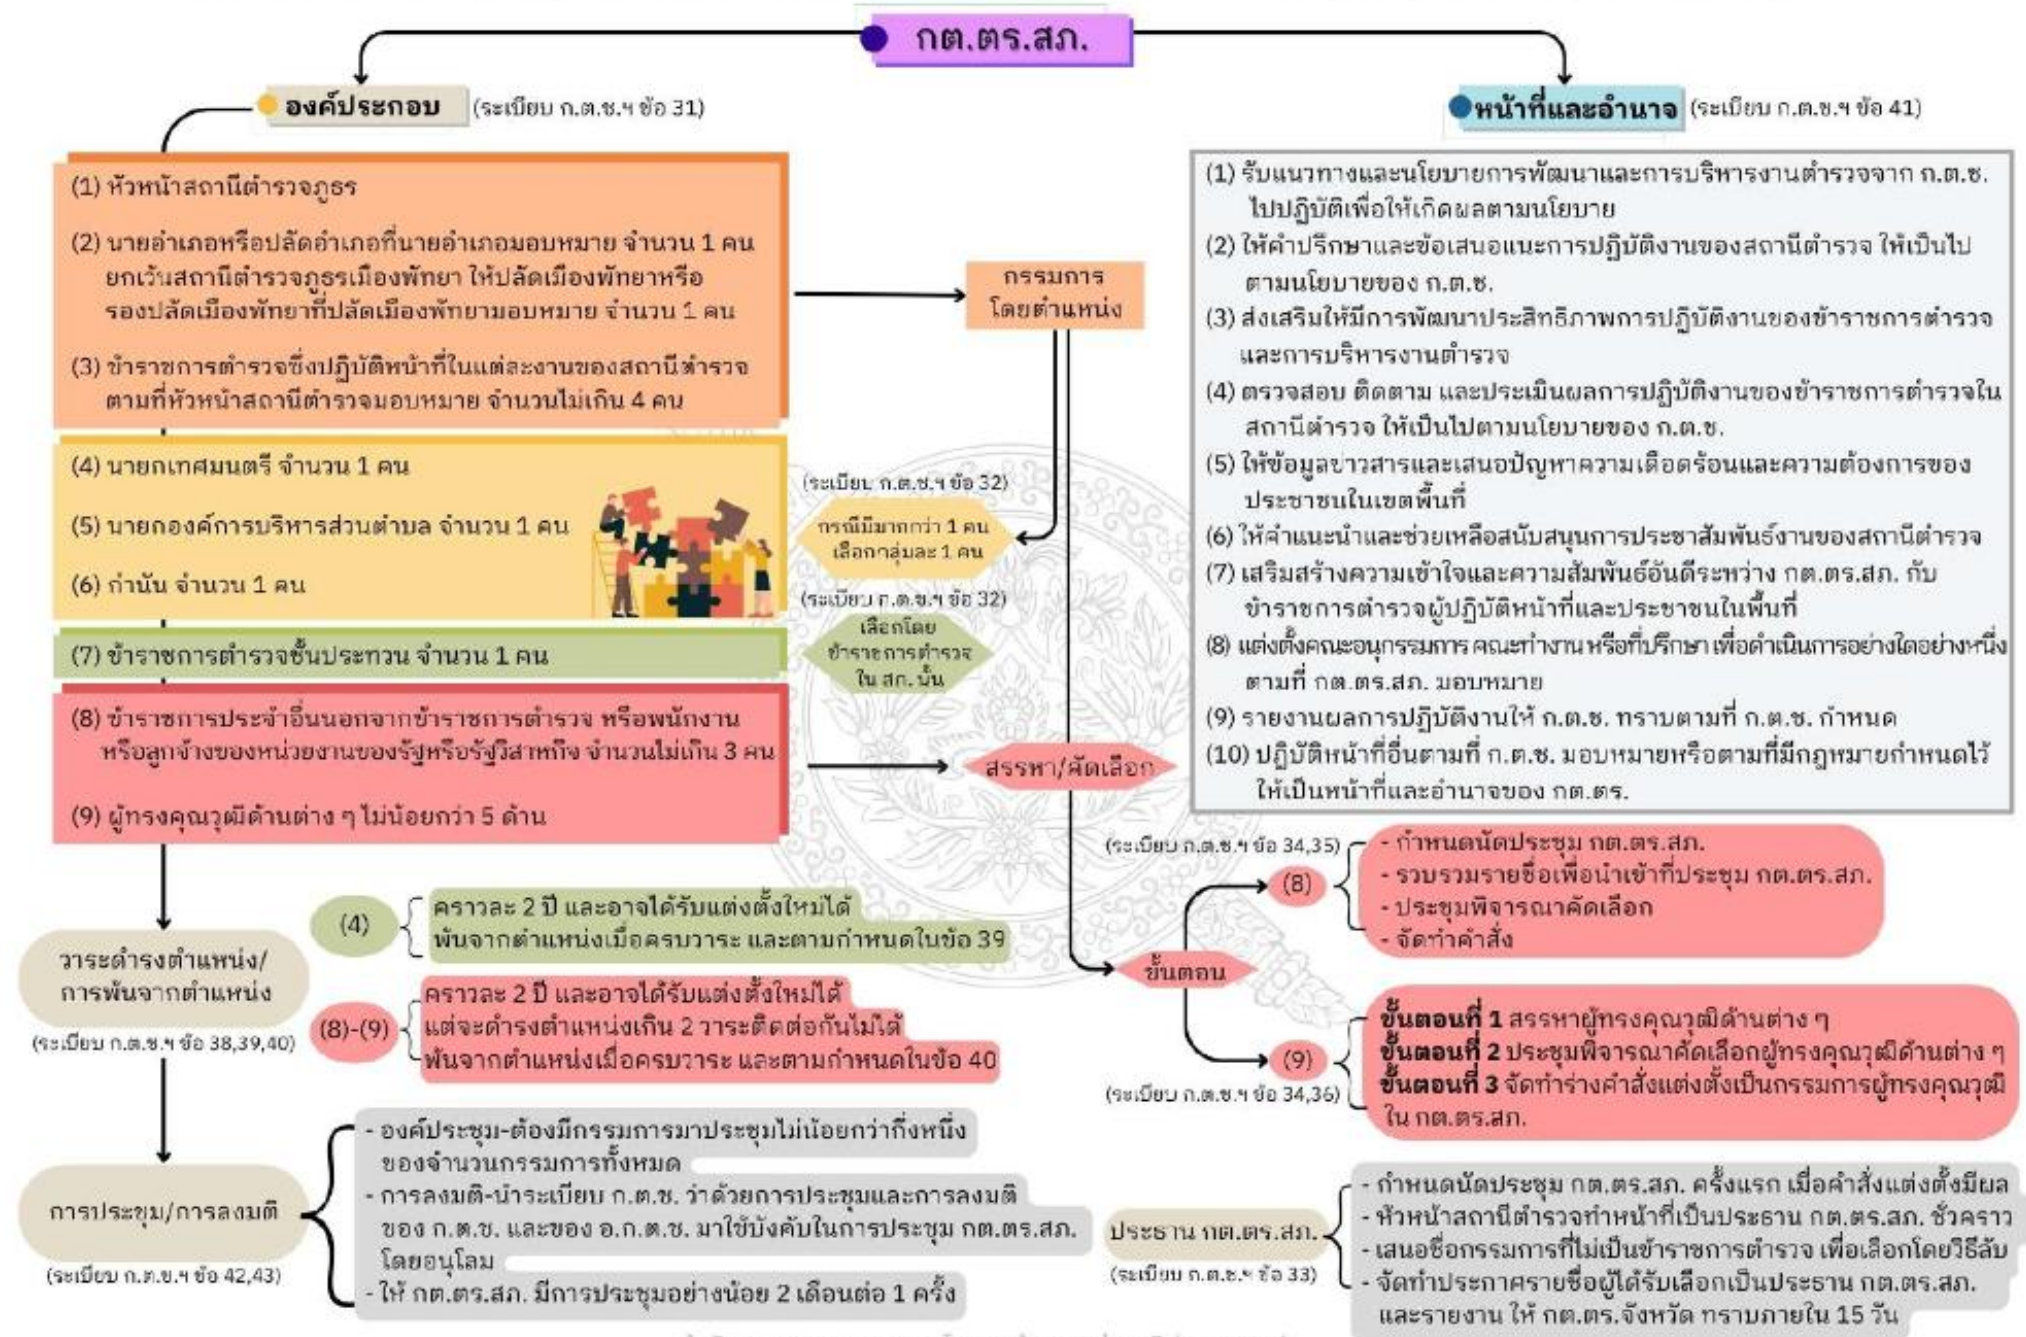 กต.ตร.สภ.
องค์ประกอบ (ระเบียบ ก.ต.ช.ฯ ข้อ 31)
(1) หัวหน้าสถานีตำรวจภูธร
(2) นายอำเภอหรือปลัดอำเภอที่นายอำเภอมอบหมาย จำนวน 1 คน
ยกเว้นสถานีตำรวจภูธรเมืองพัทยา ให้ปลัดเมืองพัทยาหรือ
รองปลัดเมืองพัทยาที่ปลัดเมืองพัทยามอบหมาย จำนวน 1 คน
(3) ข้าราชการตำรวจซึ่งปฏิบัติหน้าที่ในแต่ละงานของสถานีตำรวจ
ตามที่หัวหน้าสถานีตำรวจมอบหมาย จำนวนไม่เกิน 4 คน
กรรมการ
โดยตำแหน่ง
(4) นายกเทศมนตรี จำนวน 1 คน
(5) นายกองค์การบริหารส่วนตำบล จำนวน 1 คน
(6) กำนัน จำนวน 1 คน
(ระเบียบ ก.ต.ช.ฯ ข้อ 32)
กรณีมีมากกว่า 1 คน
เลือกกลุ่มละ 1 คน
(7) ข้าราชการตำรวจชั้นประทวน จำนวน 1 คน
(ระเบียบ ก.ต.ช.ฯ ข้อ 32)
เลือกโดย
ข้าราชการตำรวจ
ใน สภ. นั้น
(8) ข้าราชการประจำอื่นนอกจากข้าราชการตำรวจ หรือพนักงาน
หรือลูกจ้างของหน่วยงานของรัฐหรือรัฐวิสาหกิจ จำนวนไม่เกิน 3 คน
(9) ผู้ทรงคุณวุฒิด้านต่าง ๆ ไม่น้อยกว่า 5 ด้าน
สรรหา/คัดเลือก
หน้าที่และอำนาจ (ระเบียบ ก.ต.ช.ฯ ข้อ 41)
(1) รับแนวทางและนโยบายการพัฒนาและการบริหารงานตำรวจจาก ก.ต.ช.
ไปปฏิบัติเพื่อให้เกิดผลตามนโยบาย
(2) ให้คำปรึกษาและข้อเสนอแนะการปฏิบัติงานของสถานีตำรวจ ให้เป็นไป
ตามนโยบายของ ก.ต.ช.
(3) ส่งเสริมให้มีการพัฒนาประสิทธิภาพการปฏิบัติงานของข้าราชการตำรวจ
และการบริหารงานตำรวจ
(4) ตรวจสอบ ติดตาม และประเมินผลการปฏิบัติงานของข้าราชการตำรวจใน
สถานีตำรวจ ให้เป็นไปตามนโยบายของ ก.ต.ช.
(5) ให้ข้อมูลข่าวสารและเสนอปัญหาความเดือดร้อนและความต้องการของ
ประชาชนในเขตพื้นที่
(6) ให้คำแนะนำและช่วยเหลือสนับสนุนการประชาสัมพันธ์งานของสถานีตำรวจ
(7) เสริมสร้างความเข้าใจและความสัมพันธ์อันดีระหว่าง กต.ตร.สภ. กับ
ข้าราชการตำรวจผู้ปฏิบัติหน้าที่และประชาชนในพื้นที่
(8) แต่งตั้งคณะอนุกรรมการ คณะทำงาน หรือที่ปรึกษา เพื่อดำเนินการอย่างใดอย่างหนึ่ง
ตามที่ กต.ตร.สภ. มอบหมาย
(9) รายงานผลการปฏิบัติงานให้ ก.ต.ช. ทราบตามที่ ก.ต.ช. กำหนด
(10) ปฏิบัติหน้าที่อื่นตามที่ ก.ต.ช. มอบหมายหรือตามที่มีกฎหมายกำหนดไว้
ให้เป็นหน้าที่และอำนาจของ กต.ตร.
วาระดำรงตำแหน่ง/
การพ้นจากตำแหน่ง
(ระเบียบ ก.ต.ช.ฯ ข้อ 38,39,40)
(4)
คราวละ 2 ปี และอาจได้รับแต่งตั้งใหม่ได้
พ้นจากตำแหน่งเมื่อครบวาระ และตามกำหนดในข้อ 39
(8)-(9)
คราวละ 2 ปี และอาจได้รับแต่งตั้งใหม่ได้
แต่จะดำรงตำแหน่งเกิน 2 วาระติดต่อกันไม่ได้
พ้นจากตำแหน่งเมื่อครบวาระ และตามกำหนดในข้อ 40
ขั้นตอน
(ระเบียบ ก.ต.ช.ฯ ข้อ 34,35)
(8)
- กำหนดนัดประชุม กต.ตร.สภ.
- รวบรวมรายชื่อเพื่อนำเข้าที่ประชุม กต.ตร.สภ.
- ประชุมพิจารณาคัดเลือก
- จัดทำคำสั่ง
(9)
(ระเบียบ ก.ต.ช.ฯ ข้อ 34,36)
ขั้นตอนที่ 1 สรรหาผู้ทรงคุณวุฒิด้านต่าง ๆ
ขั้นตอนที่ 2 ประชุมพิจารณาคัดเลือกผู้ทรงคุณวุฒิด้านต่าง ๆ
ขั้นตอนที่ 3 จัดทำร่างคำสั่งแต่งตั้งเป็นกรรมการผู้ทรงคุณวุฒิ
ใน กต.ตร.สภ.
การประชุม/การลงมติ
(ระเบียบ ก.ต.ช.ฯ ข้อ 42,43)
- องค์ประชุม-ต้องมีกรรมการมาประชุมไม่น้อยกว่ากึ่งหนึ่ง
ของจำนวนกรรมการทั้งหมด
- การลงมติ-นำระเบียบ ก.ต.ช. ว่าด้วยการประชุมและการลงมติ
ของ ก.ต.ช. และของ อ.ก.ต.ช. มาใช้บังคับในการประชุม กต.ตร.สภ.
โดยอนุโลม
- ให้ กต.ตร.สภ. มีการประชุมอย่างน้อย 2 เดือนต่อ 1 ครั้ง
ประธาน กต.ตร.สภ.
(ระเบียบ ก.ต.ช.ฯ ข้อ 33)
- กำหนดนัดประชุม กต.ตร.สภ. ครั้งแรก เมื่อคำสั่งแต่งตั้งมีผล
- หัวหน้าสถานีตำรวจทำหน้าที่เป็นประธาน กต.ตร.สภ. ชั่วคราว
- เสนอชื่อกรรมการที่ไม่เป็นข้าราชการตำรวจ เพื่อเลือกโดยวิธีลับ
- จัดทำประกาศรายชื่อผู้ได้รับเลือกเป็นประธาน กต.ตร.สภ.
และรายงาน ให้ กต.ตร.จังหวัด ทราบภายใน 15 วัน